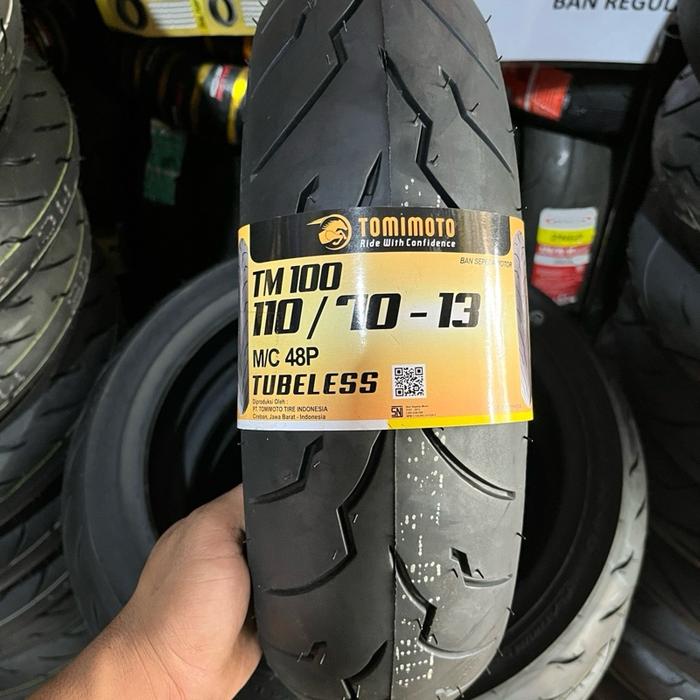 BAN REGUL
TOMIMOTO
Ride With Confidence
BAN SEPEDA MOTOR
TM 100
110 / 70 - 13
M/C 48P
TUBELESS
Diproduksi Oleh :
PT. TOMIMOTO TIRE INDONESIA
Cirebon, Jawa Barat - Indonesia
SNI